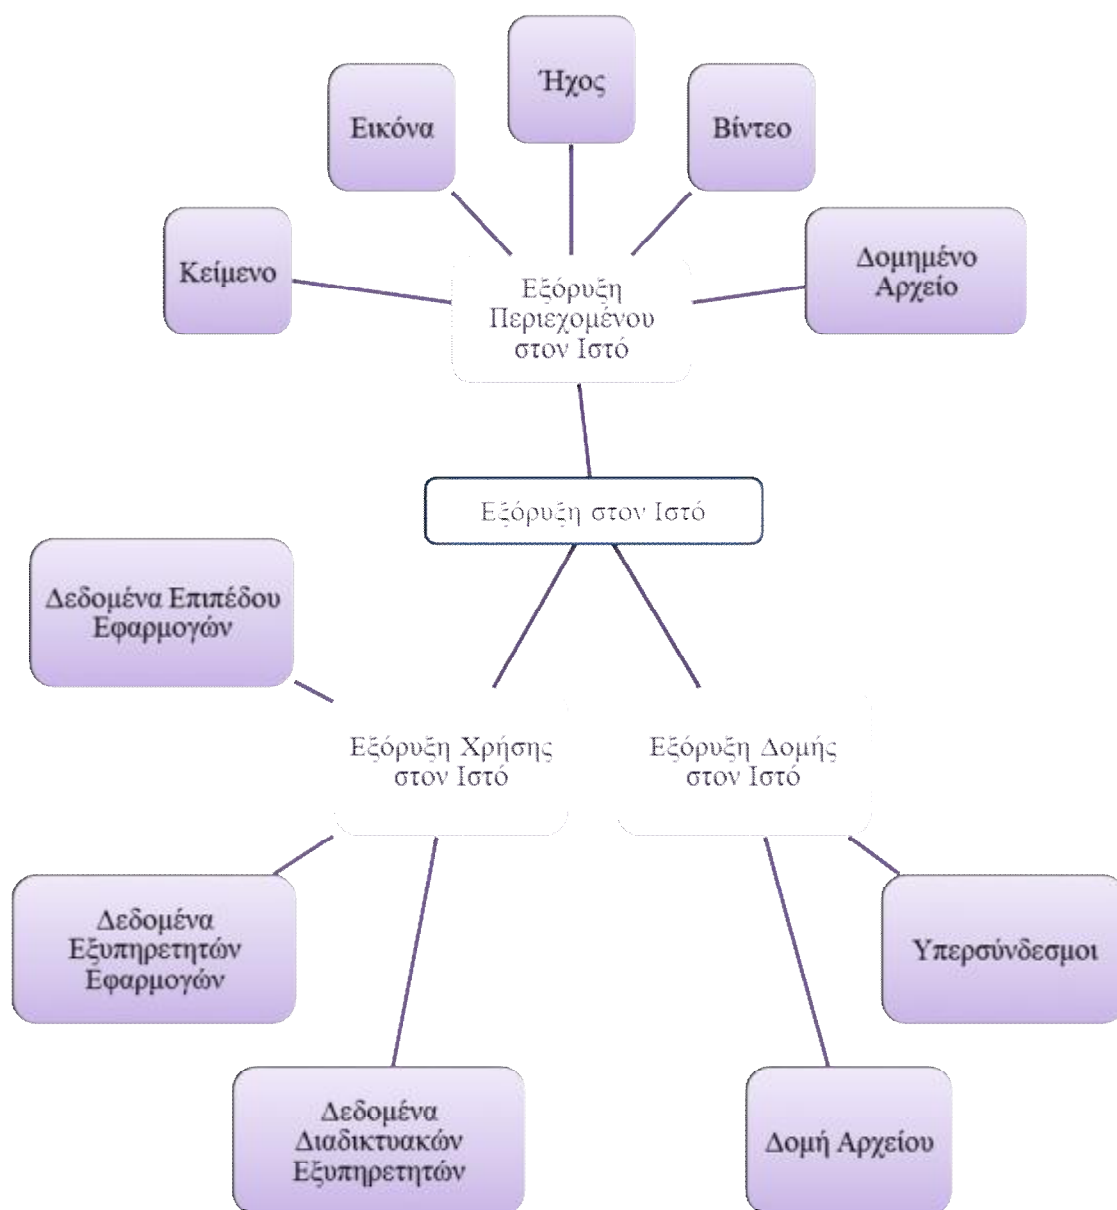 Ήχος
Εικόνα
Βίντεο
Κείμενο
Δομημένο
Αρχείο
Εξόρυξη
Περιεχομένου
στον Ιστό
Εξόρυξη στον Ιστό
Δεδομένα Επιπέδου
Εφαρμογών
Εξόρυξη Χρήσης
στον Ιστό
Εξόρυξη Δομής
στον Ιστό
Δεδομένα
Εξυπηρετητών
Εφαρμογών
Υπερσύνδεσμοι
Δεδομένα
Διαδικτυακών
Εξυπηρετητών
Δομή Αρχείου